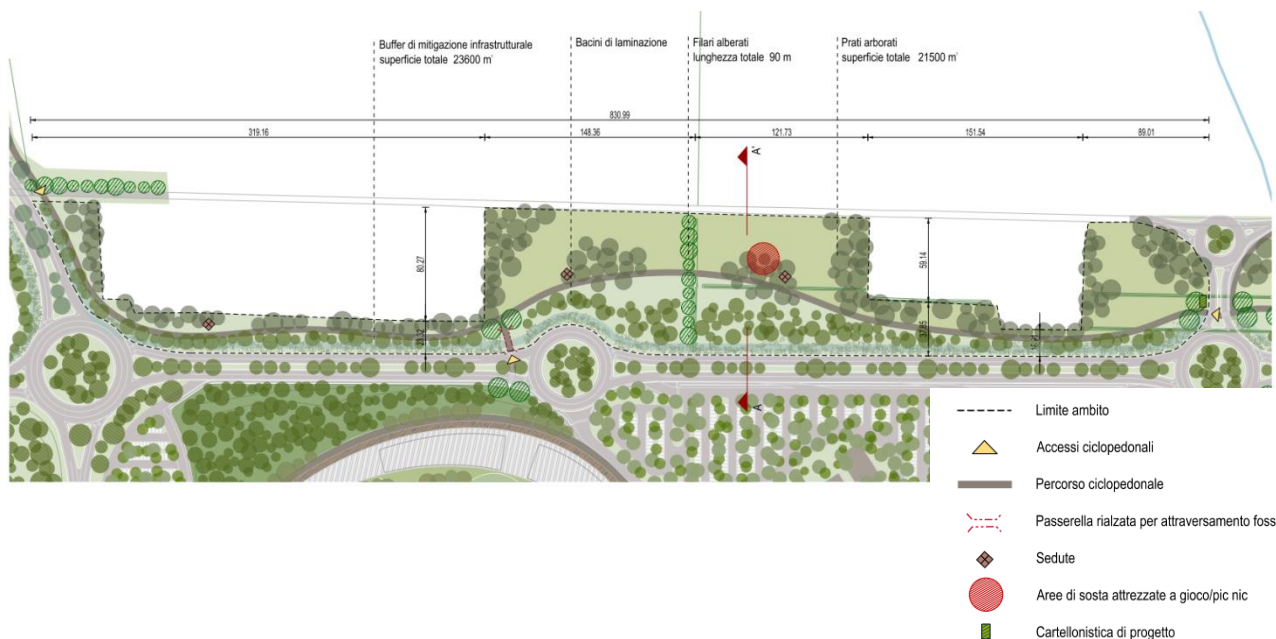 Buffer di mitigazione infrastrutturale
superficie totale 23600 m²
Bacini di laminazione
Filari alberati
lunghezza totale 90 m
Prati arborati
superficie totale 21500 m²
830.99
319.16
148.36
121.73
151.54
89.01
A'
80.27
59.14
A
Limite ambito
Accessi ciclopedonali
Percorso ciclopedonale
Passerella rialzata per attraversamento foss
Sedute
Aree di sosta attrezzate a gioco/pic nic
Cartellonistica di progetto